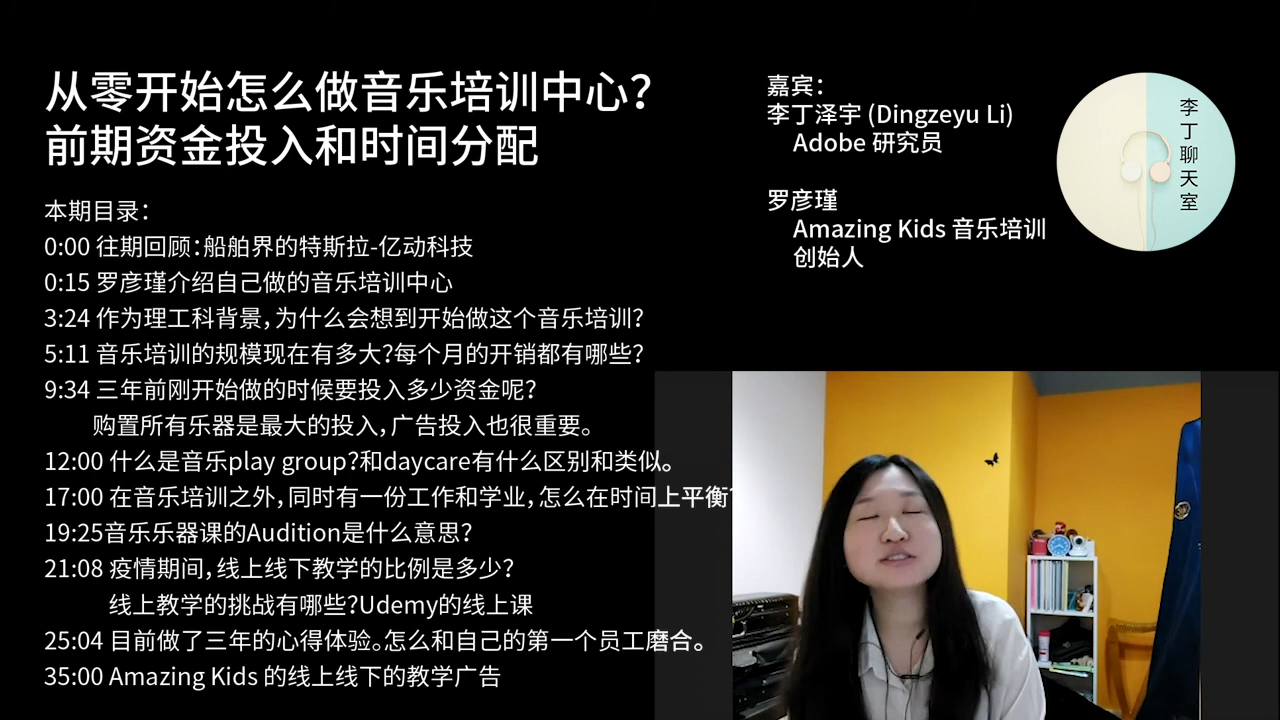 从零开始怎么做音乐培训中心？
前期资金投入和时间分配
本期目录：
0:00 往期回顾：船舶界的特斯拉-亿动科技
0:15 罗彦瑾介绍自己做的音乐培训中心
3:24 作为理工科背景，为什么会想到开始做这个音乐培训？
5:11 音乐培训的规模现在有多大？每个月的开销都有哪些？
9:34 三年前刚开始做的时候要投入多少资金呢？
购置所有乐器是最大的投入，广告投入也很重要。
12:00 什么是音乐play group？和daycare有什么区别和类似。
17:00 在音乐培训之外，同时有一份工作和学业，怎么在时间上平衡？
19:25音乐乐器课的Audition是什么意思？
21:08 疫情期间，线上线下教学的比例是多少？
线上教学的挑战有哪些？Udemy的线上课
25:04 目前做了三年的心得体验。怎么和自己的第一个员工磨合。
35:00 Amazing Kids 的线上线下的教学广告
嘉宾：
李丁泽宇 (Dingzeyu Li)
Adobe 研究员
罗彦瑾
Amazing Kids 音乐培训
创始人
李丁聊天室